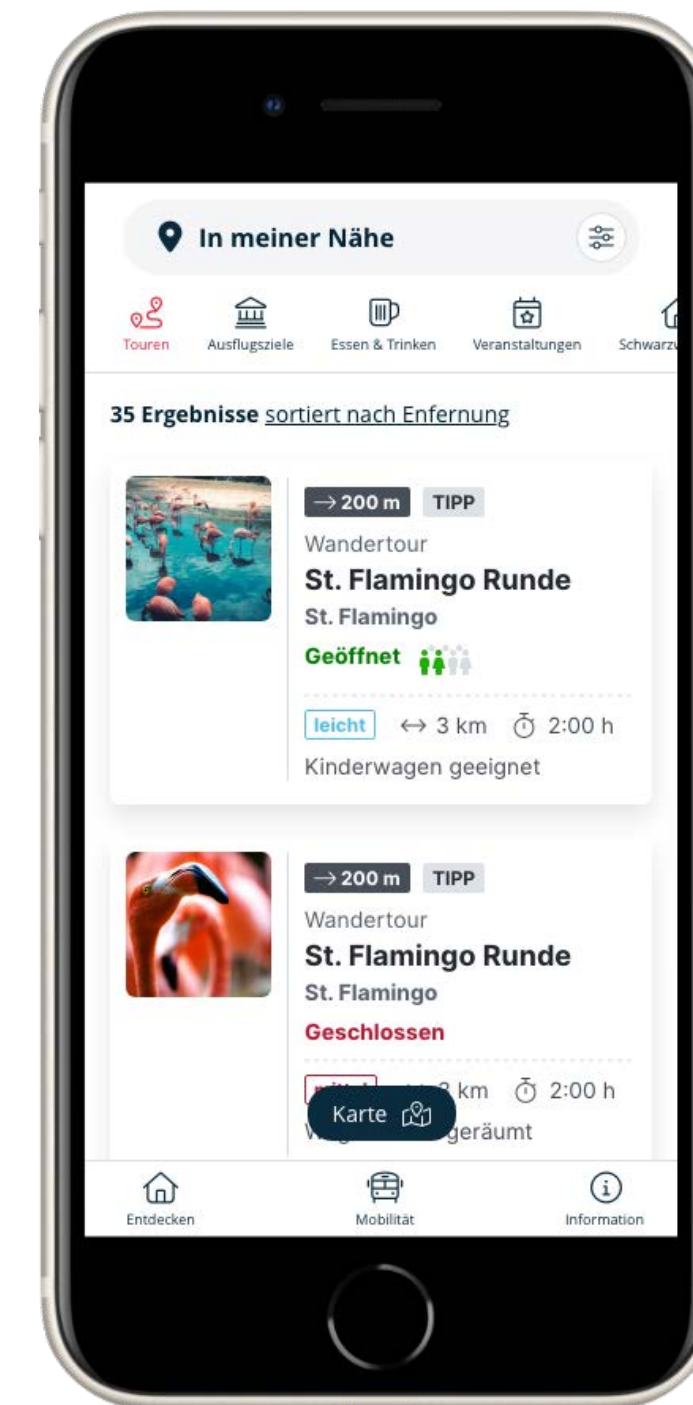 In meiner Nähe
Touren Ausflugsziele Essen & Trinken Veranstaltungen Schwarz
35 Ergebnisse sortiert nach Enfernung
→ 200 m TIPP
Wandertour
St. Flamingo Runde
St. Flamingo
Geöffnet
leicht ↔ 3 km 2:00 h
Kinderwagen geeignet
→ 200 m TIPP
Wandertour
St. Flamingo Runde
St. Flamingo
Geschlossen
km 2:00 h
Karte
geräumt
Entdecken Mobilität Information